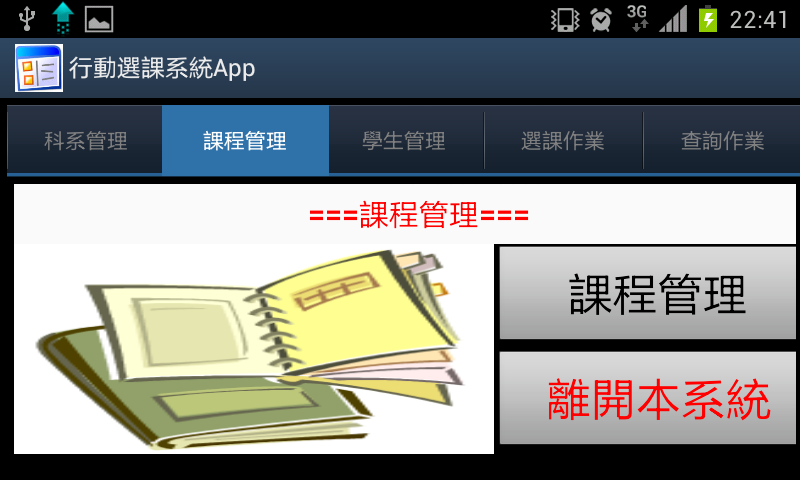 3G 22:41
行動選課系統App
科系管理 課程管理 學生管理 選課作業 查詢作業
===課程管理===
課程管理
離開本系統